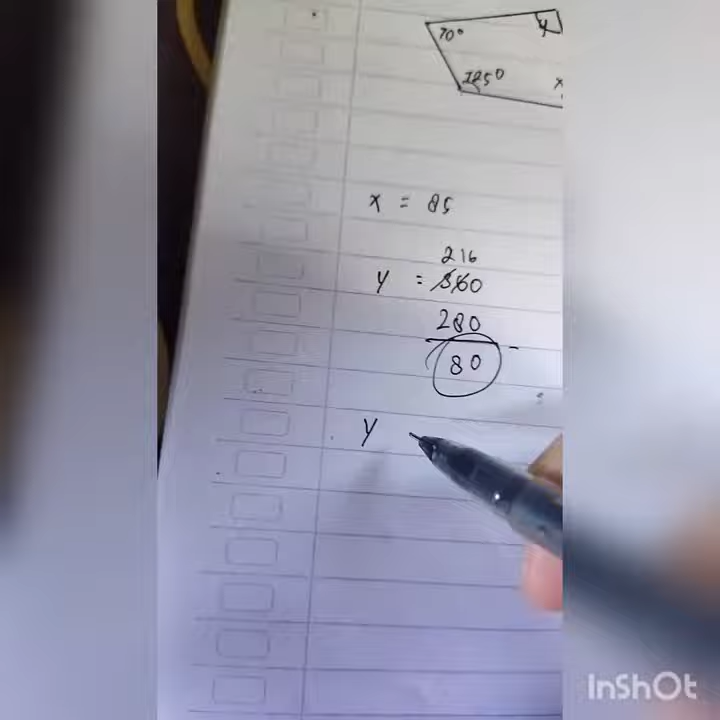 70° y
125° x
x = 85
216
y = 360
280
80
y
InShOt